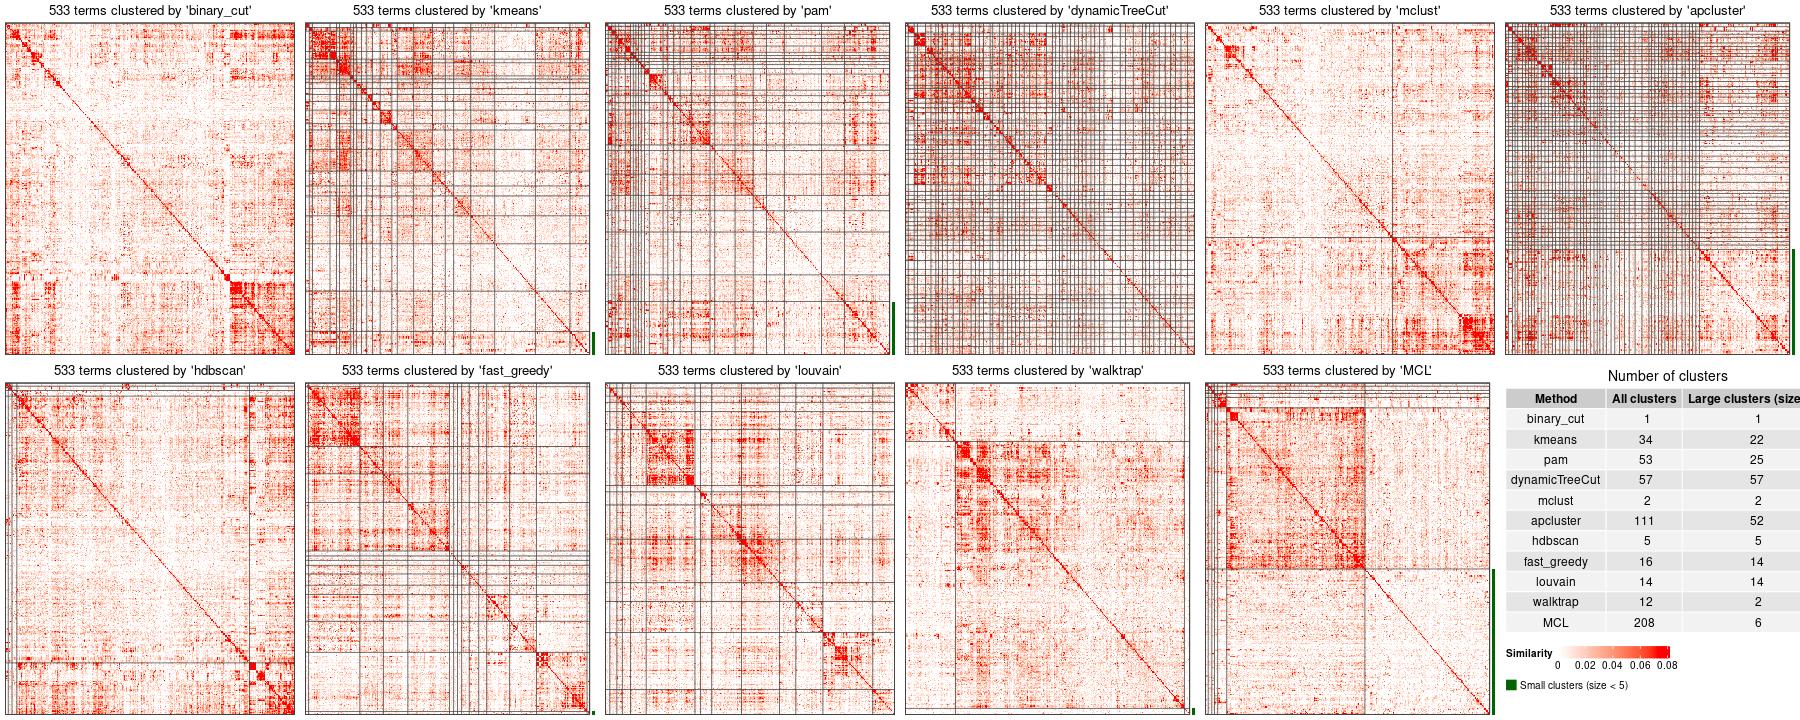 533 terms clustered by 'binary_cut'
533 terms clustered by 'kmeans'
533 terms clustered by 'pam'
533 terms clustered by 'dynamicTreeCut'
533 terms clustered by 'mclust'
533 terms clustered by 'apcluster'
533 terms clustered by 'hdbscan'
533 terms clustered by 'fast_greedy'
533 terms clustered by 'louvain'
533 terms clustered by 'walktrap'
533 terms clustered by 'MCL'
Number of clusters
Method All clusters Large clusters (size
binary_cut 1 1
kmeans 34 22
pam 53 25
dynamicTreeCut 57 57
mclust 2 2
apcluster 111 52
hdbscan 5 5
fast_greedy 16 14
louvain 14 14
walktrap 12 2
MCL 208 6
Similarity
0 0.02 0.04 0.06 0.08
Small clusters (size < 5)